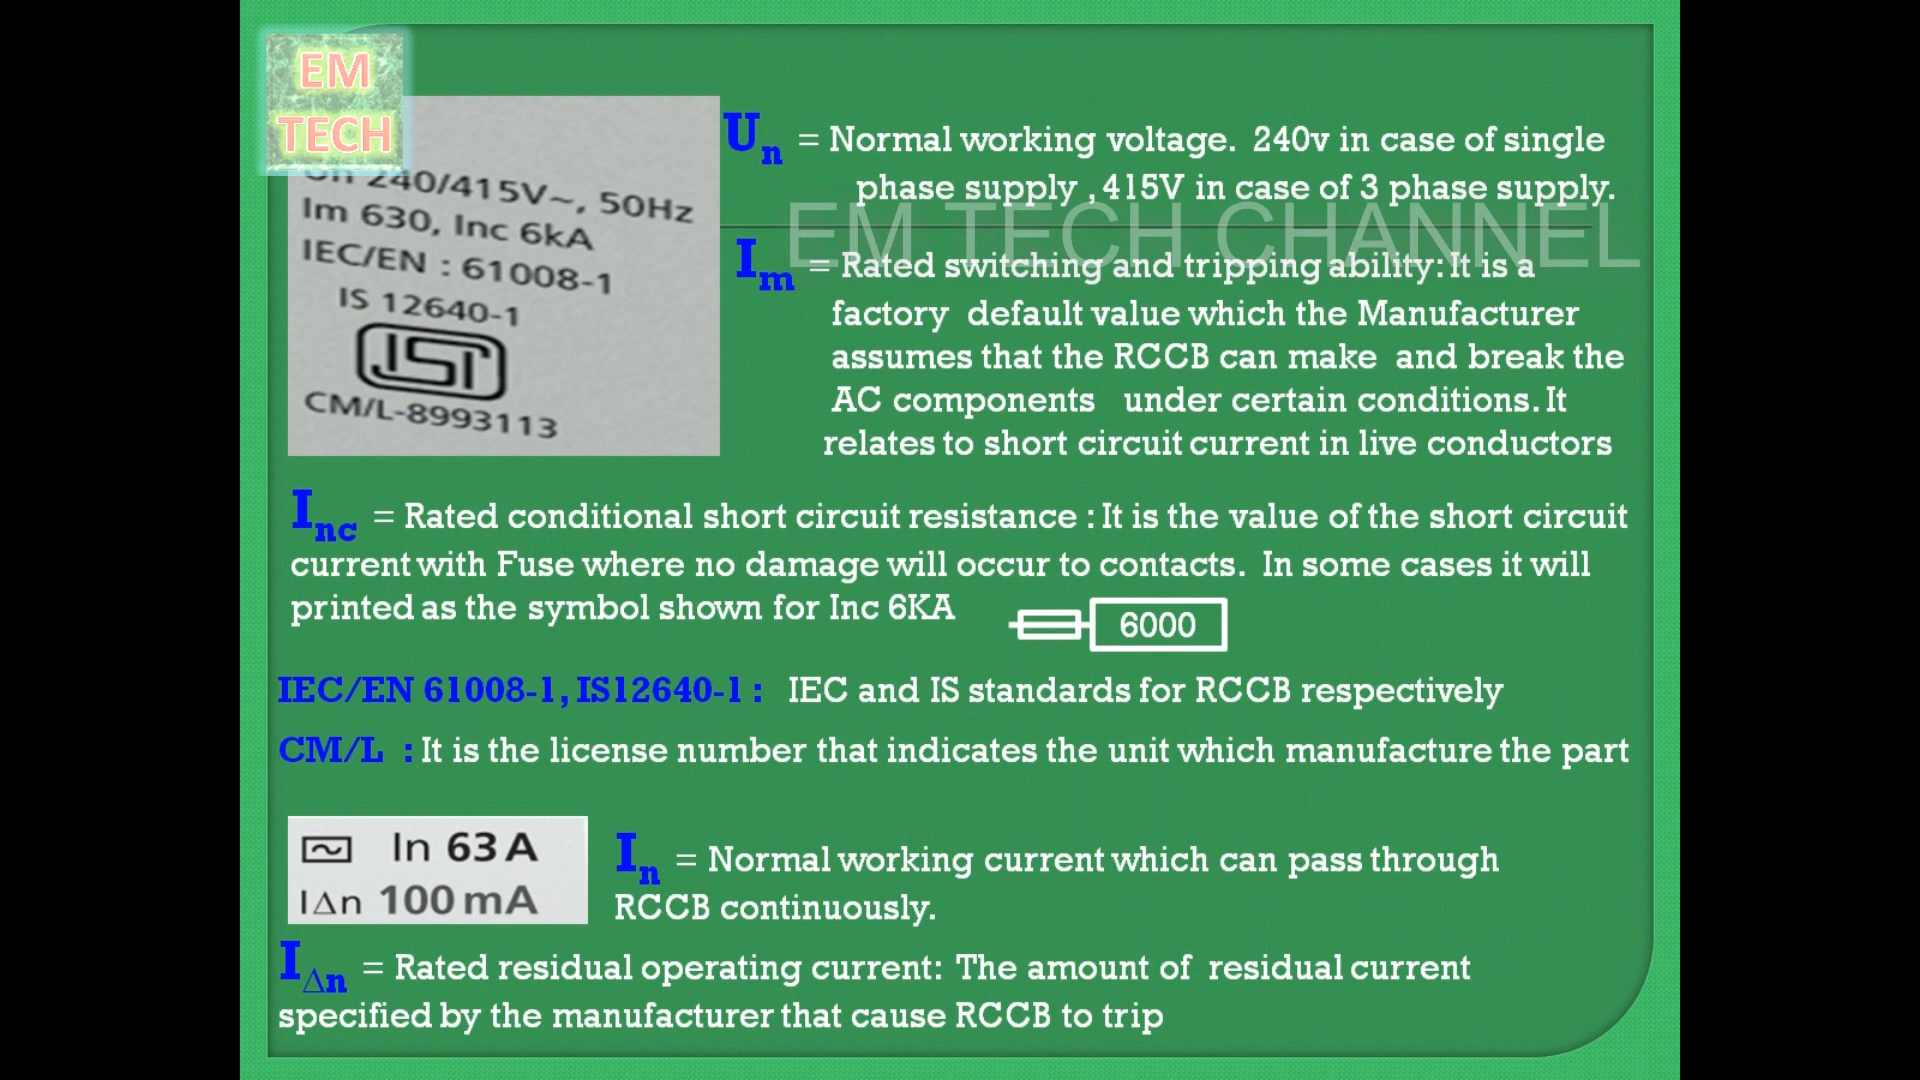 EM
TECH
Un 240/415V~, 50Hz
Im 630, Inc 6kA
IEC/EN : 61008-1
IS 12640-1
ISI
CM/L-8993113
Un = Normal working voltage. 240v in case of single
phase supply , 415V in case of 3 phase supply.
EM TECH CHANNEL
Im = Rated switching and tripping ability: It is a
factory default value which the Manufacturer
assumes that the RCCB can make and break the
AC components under certain conditions. It
relates to short circuit current in live conductors
Inc = Rated conditional short circuit resistance : It is the value of the short circuit
current with Fuse where no damage will occur to contacts. In some cases it will
printed as the symbol shown for Inc 6KA
6000
IEC/EN 61008-1, IS12640-1 : IEC and IS standards for RCCB respectively
CM/L : It is the license number that indicates the unit which manufacture the part
In 63 A
I∆n 100 mA
In = Normal working current which can pass through
RCCB continuously.
I∆n = Rated residual operating current: The amount of residual current
specified by the manufacturer that cause RCCB to trip